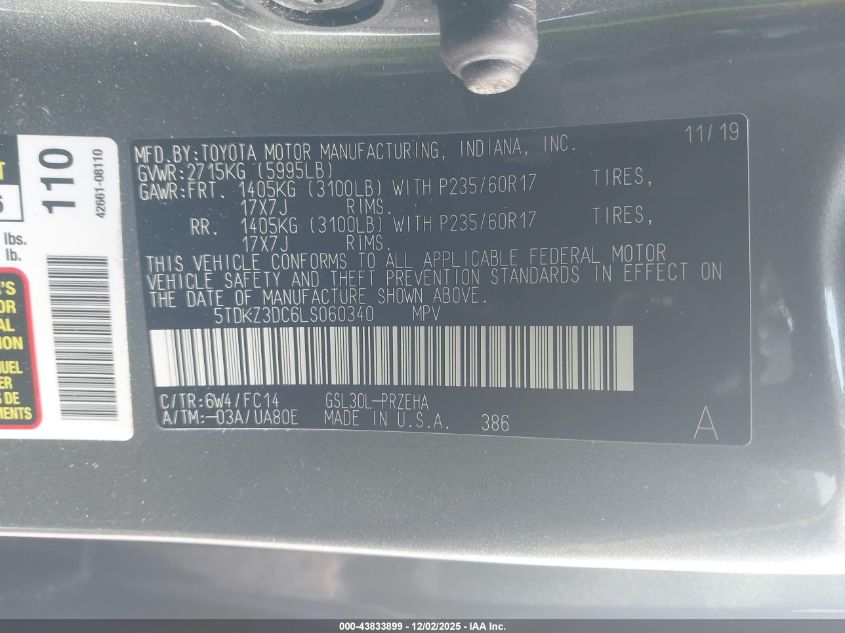 MFD.BY:TOYOTA MOTOR MANUFACTURING, INDIANA, INC. 11/19
GVWR:2715KG (5995LB)
GAWR:FRT. 1405KG (3100LB) WITH P235/60R17 TIRES,
17X7J RIMS.
RR. 1405KG (3100LB) WITH P235/60R17 TIRES,
17X7J RIMS.
THIS VEHICLE CONFORMS TO ALL APPLICABLE FEDERAL MOTOR
VEHICLE SAFETY AND THEFT PREVENTION STANDARDS IN EFFECT ON
THE DATE OF MANUFACTURE SHOWN ABOVE.
5TDKZ3DC6LS060340 MPV
C/TR:6W4/FC14 GSL30L-PRZEHA
A/TM:-03A/UA80E MADE IN U.S.A. 386 A
110
42661-08110
lbs.
lb.
000-43833899 - 12/02/2025 - IAA Inc.